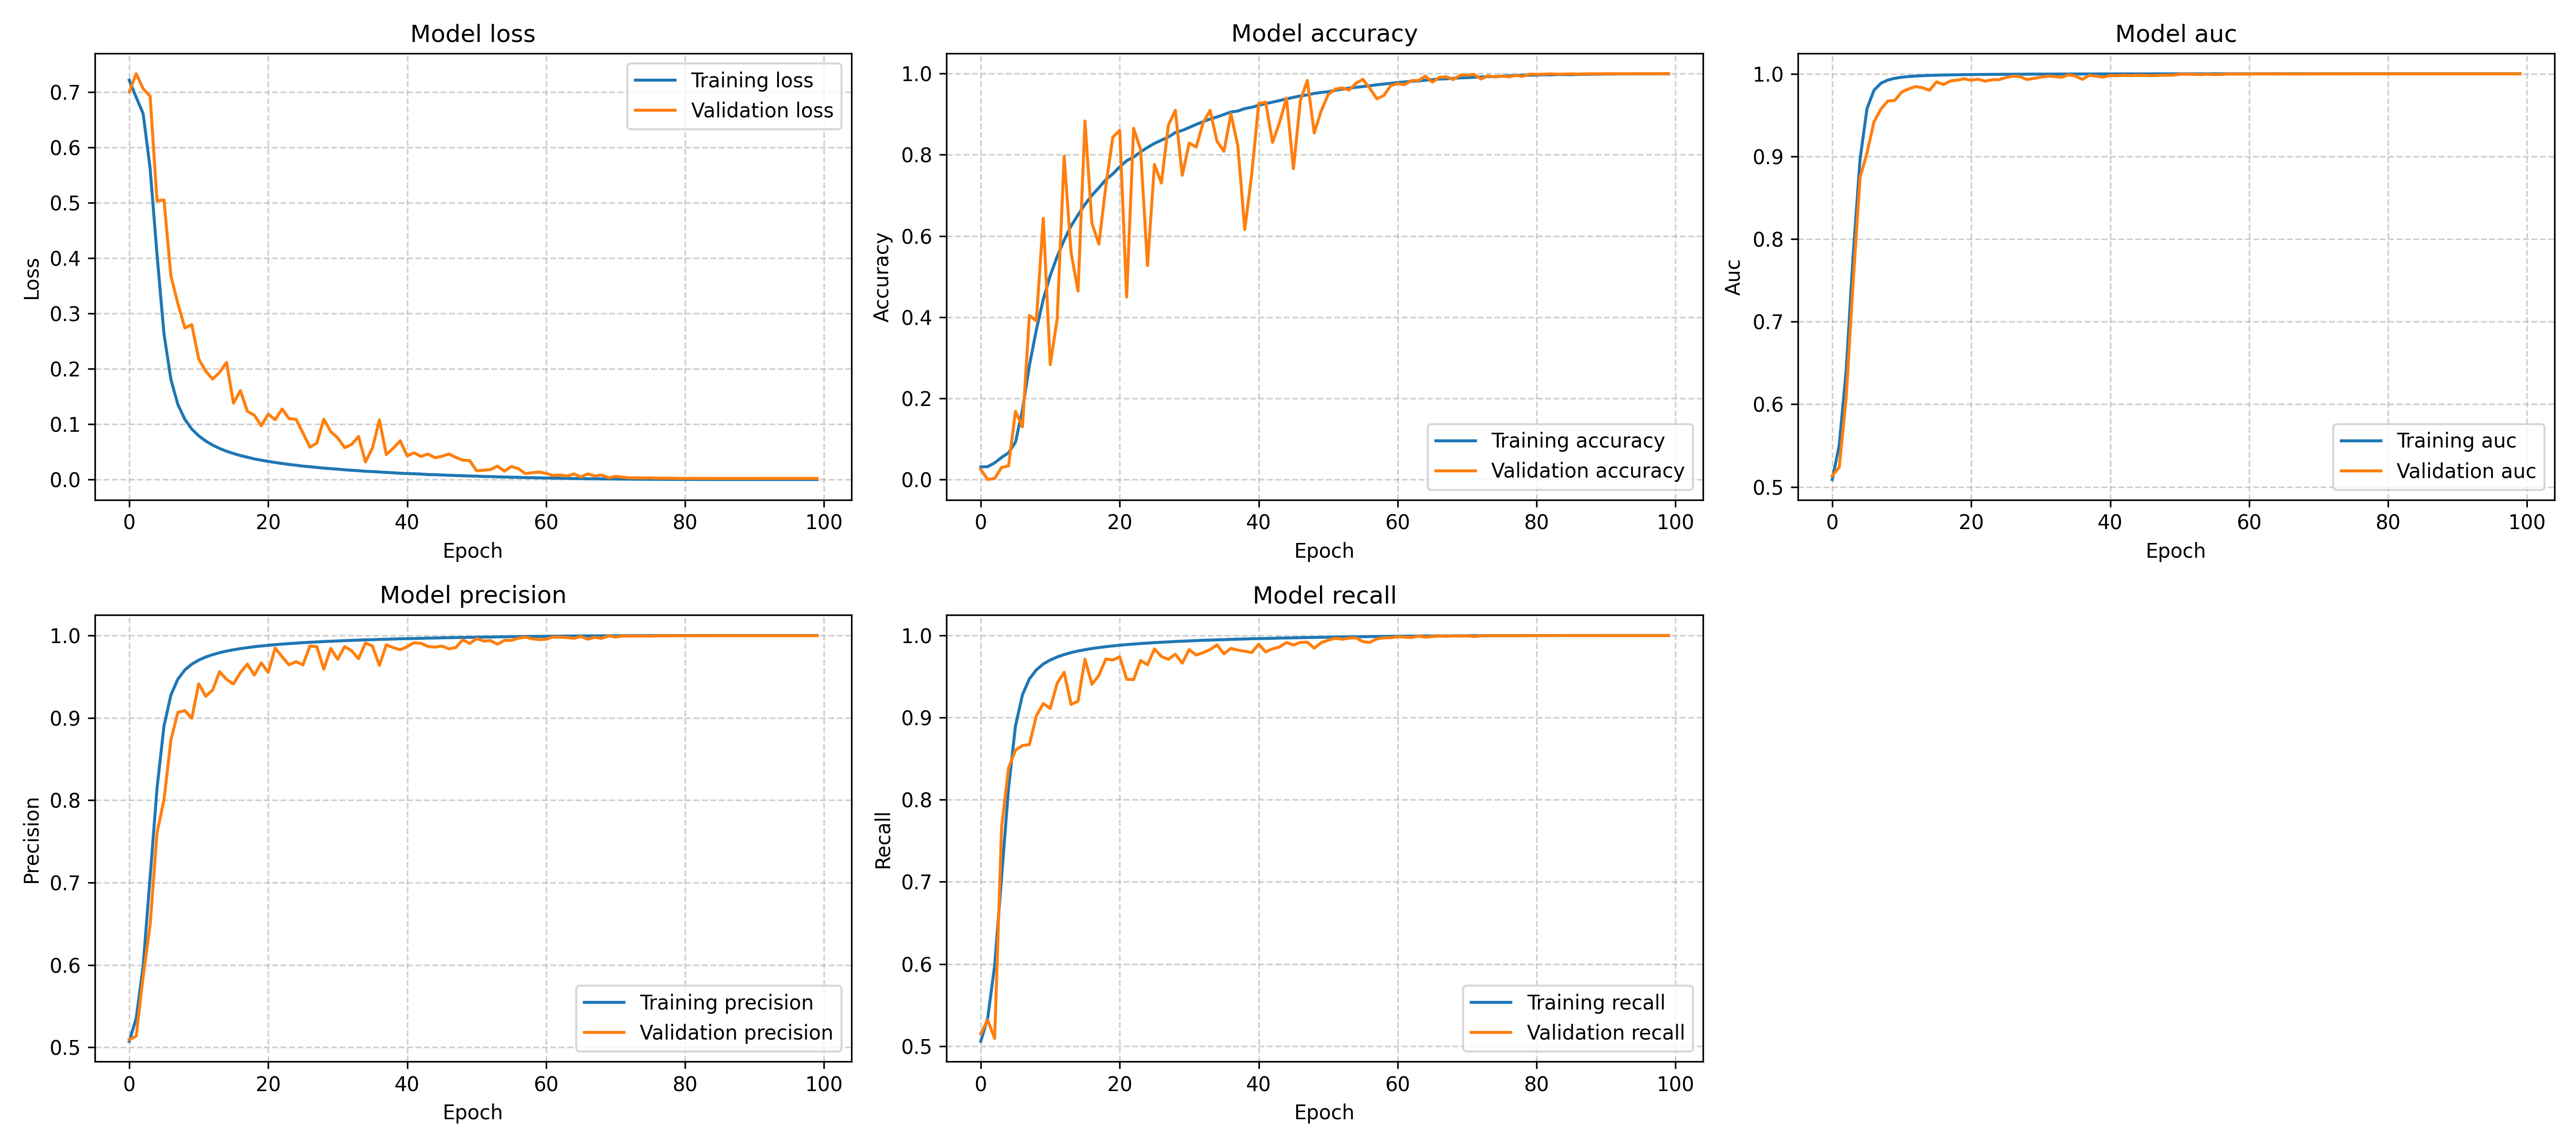 Model loss
Loss
0.7
0.6
0.5
0.4
0.3
0.2
0.1
0.0
0 20 40 60 80 100
Epoch
Training loss
Validation loss
Model accuracy
Accuracy
1.0
0.8
0.6
0.4
0.2
0.0
0 20 40 60 80 100
Epoch
Training accuracy
Validation accuracy
Model auc
Auc
1.0
0.9
0.8
0.7
0.6
0.5
0 20 40 60 80 100
Epoch
Training auc
Validation auc
Model precision
Precision
1.0
0.9
0.8
0.7
0.6
0.5
0 20 40 60 80 100
Epoch
Training precision
Validation precision
Model recall
Recall
1.0
0.9
0.8
0.7
0.6
0.5
0 20 40 60 80 100
Epoch
Training recall
Validation recall